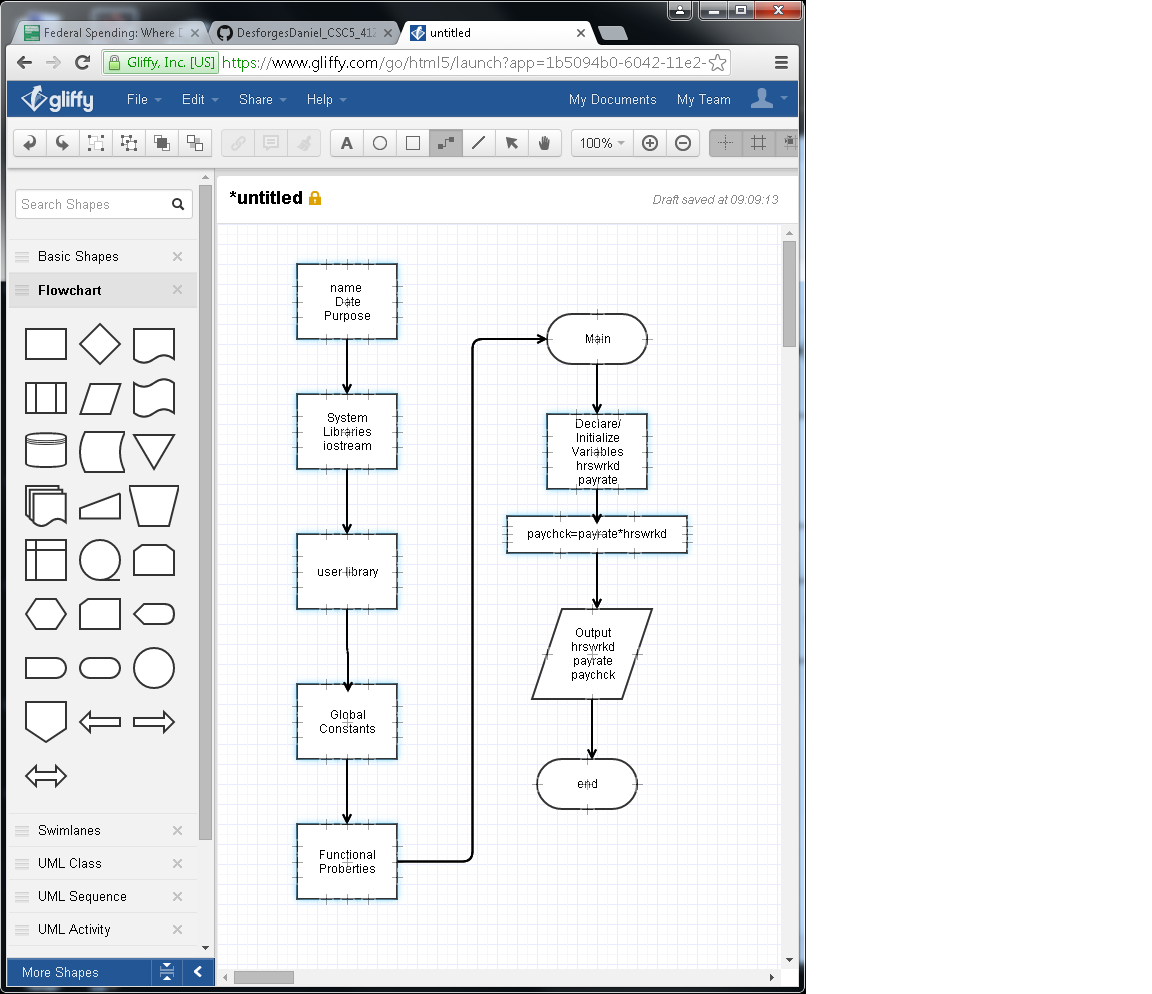 Federal Spending: Where D
DesforgesDaniel_CSC5_412
untitled
Gliffy, Inc. [US]
https://www.gliffy.com/go/html5/launch?app=1b5094b0-6042-11e2-
gliffy
File
Edit
Share
Help
My Documents
My Team
A
100%
Search Shapes
*untitled
Draft saved at 09:09:13
Basic Shapes
Flowchart
Swimlanes
UML Class
UML Sequence
UML Activity
More Shapes
name
Date
Purpose
System
Libraries
iostream
user library
Global
Constants
Functional
Properties
Main
Declare/
Initialize
Variables
hrswrkd
payrate
paychck=payrate*hrswrkd
Output
hrswrkd
payrate
paychck
end